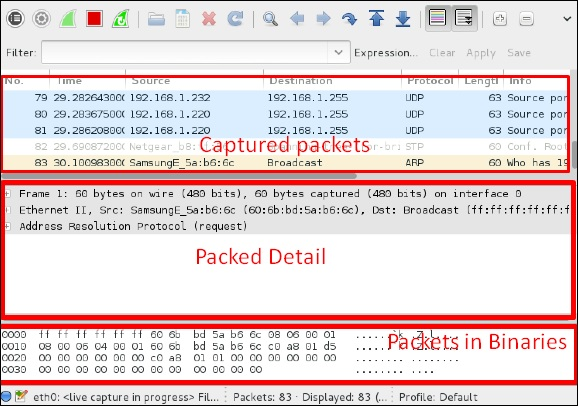 Filter: Expression... Clear Apply Save
No. Time Source Destination Protocol Lengtl Info
79 29.282643000 192.168.1.232 192.168.1.255 UDP 63 Source por
80 29.283675000 192.168.1.220 192.168.1.255 UDP 63 Source por
81 29.28620800 192.168.1.220 192.168.1.255 UDP 63 Source por
82 29.690872000 Netgear_b8: STP 60 Conf. Root
Captured packets
83 30.100983000 SamsungE_5a:b6:6c Broadcast ARP 60 Who has 19
Frame 1: 60 bytes on wire (480 bits), 60 bytes captured (480 bits) on interface 0
Ethernet II, Src: SamsungE_5a:b6:6c (60:6b:bd:5a:b6:6c), Dst: Broadcast (ff:ff:ff:ff:ff:f
Address Resolution Protocol (request)
Packed Detail
0000 ff ff ff ff ff ff 60 6b bd 5a b6 6c 08 06 00 01
0010 08 00 06 04 00 01 60 6b bd 5a b6 6c c0 a8 01 d5
Packets in Binaries
0020 00 00 00 00 00 00 c0 a8 01 01 00 00 00 00 00 00 ........ ........
0030 00 00 00 00 00 00 00 00 00 00 00 00 ........ ....
eth0: <live capture in progress> Fil... Packets: 83 · Displayed: 83 (... Profile: Default